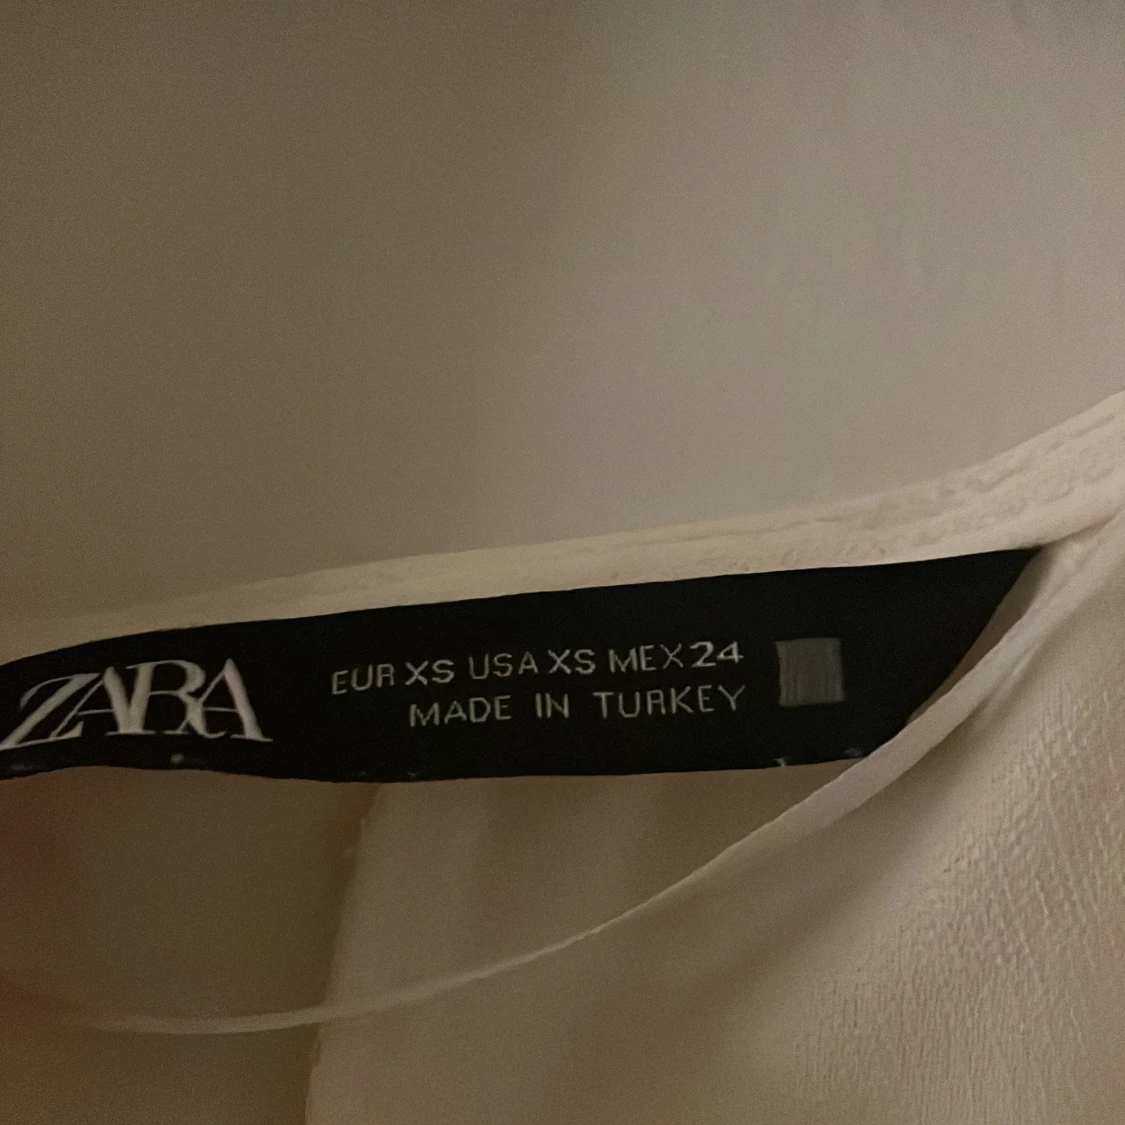 ZARA
EUR XS USA XS MEX 24
MADE IN TURKEY